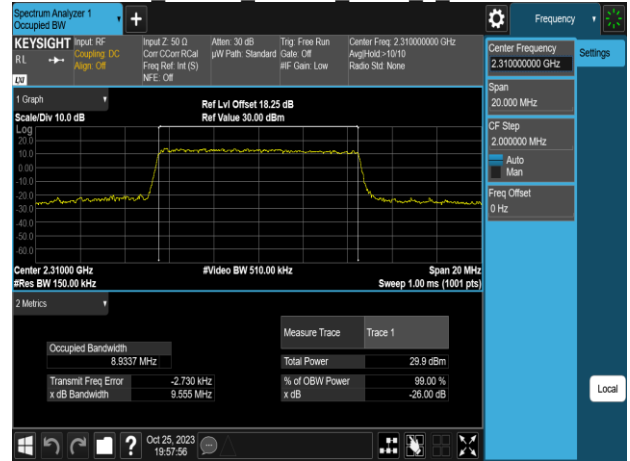 Spectrum Analyzer 1
Occupied BW
Frequency
KEYSIGHT
RL
LXI
Input: RF
Coupling: DC
Align: Off
Input Z: 50 Ω
Corr CCorr RCal
Freq Ref: Int (S)
NFE: Off
Atten: 30 dB
µW Path: Standard
Trig: Free Run
Gate: Off
#IF Gain: Low
Center Freq: 2.310000000 GHz
Avg|Hold:>10/10
Radio Std: None
1 Graph
Scale/Div 10.0 dB
Ref Lvl Offset 18.25 dB
Ref Value 30.00 dBm
Log
20.0
10.0
0.00
-10.0
-20.0
-30.0
-40.0
-50.0
-60.0
Center 2.31000 GHz
#Res BW 150.00 kHz
#Video BW 510.00 kHz
Span 20 MHz
Sweep 1.00 ms (1001 pts)
2 Metrics
Measure Trace
Trace 1
Occupied Bandwidth
8.9337 MHz
Total Power
29.9 dBm
Transmit Freq Error
-2.730 kHz
% of OBW Power
99.00 %
x dB Bandwidth
9.555 MHz
x dB
-26.00 dB
Center Frequency
2.310000000 GHz
Settings
Span
20.000 MHz
CF Step
2.000000 MHz
Auto
Man
Freq Offset
0 Hz
Local
?
Oct 25, 2023
19:57:56